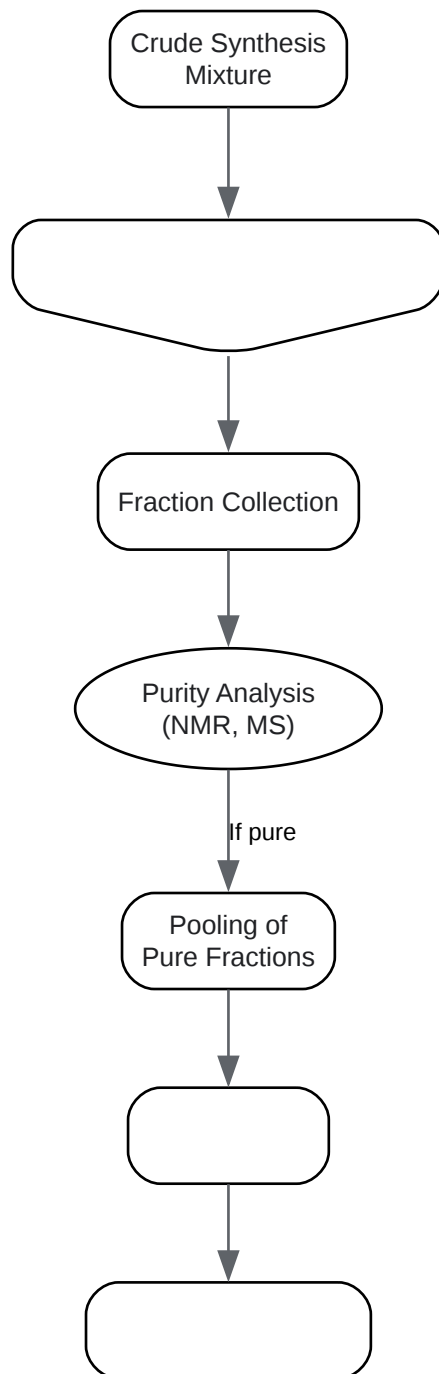 Crude Synthesis
Mixture
Fraction Collection
Purity Analysis
(NMR, MS)
If pure
Pooling of
Pure Fractions